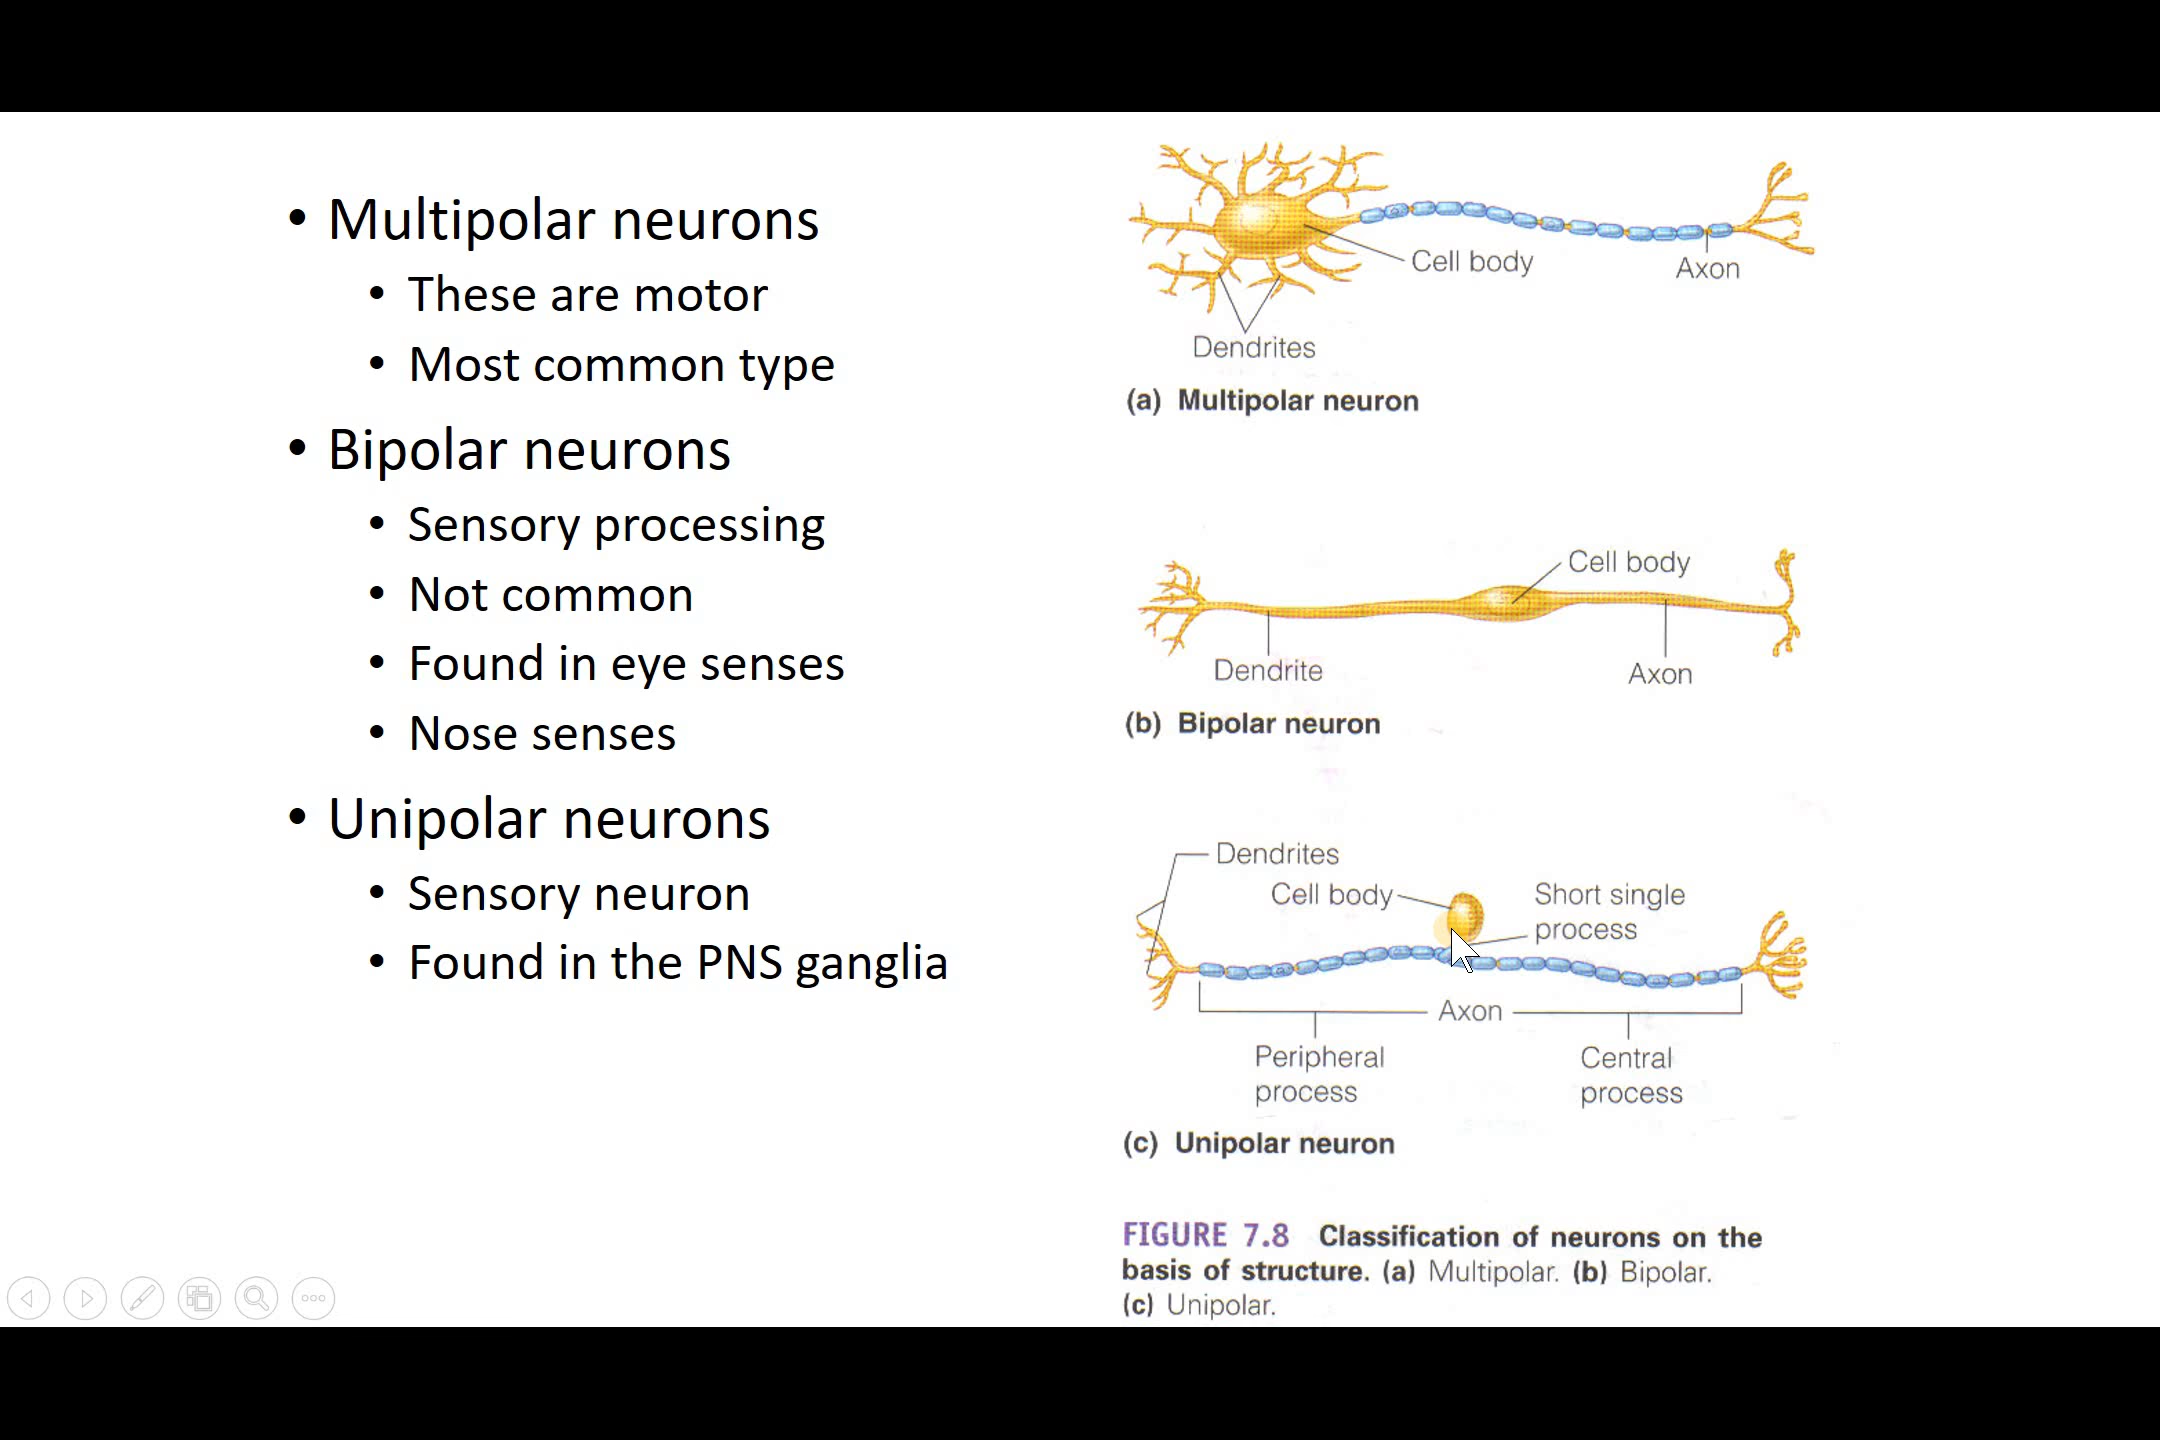 • Multipolar neurons
• These are motor
• Most common type
• Bipolar neurons
• Sensory processing
• Not common
• Found in eye senses
• Nose senses
• Unipolar neurons
• Sensory neuron
• Found in the PNS ganglia
Cell body
Axon
Dendrites
(a) Multipolar neuron
Cell body
Dendrite
Axon
(b) Bipolar neuron
Dendrites
Cell body
Short single
process
Axon
Peripheral
process
Central
process
(c) Unipolar neuron
FIGURE 7.8 Classification of neurons on the
basis of structure. (a) Multipolar. (b) Bipolar.
(c) Unipolar.